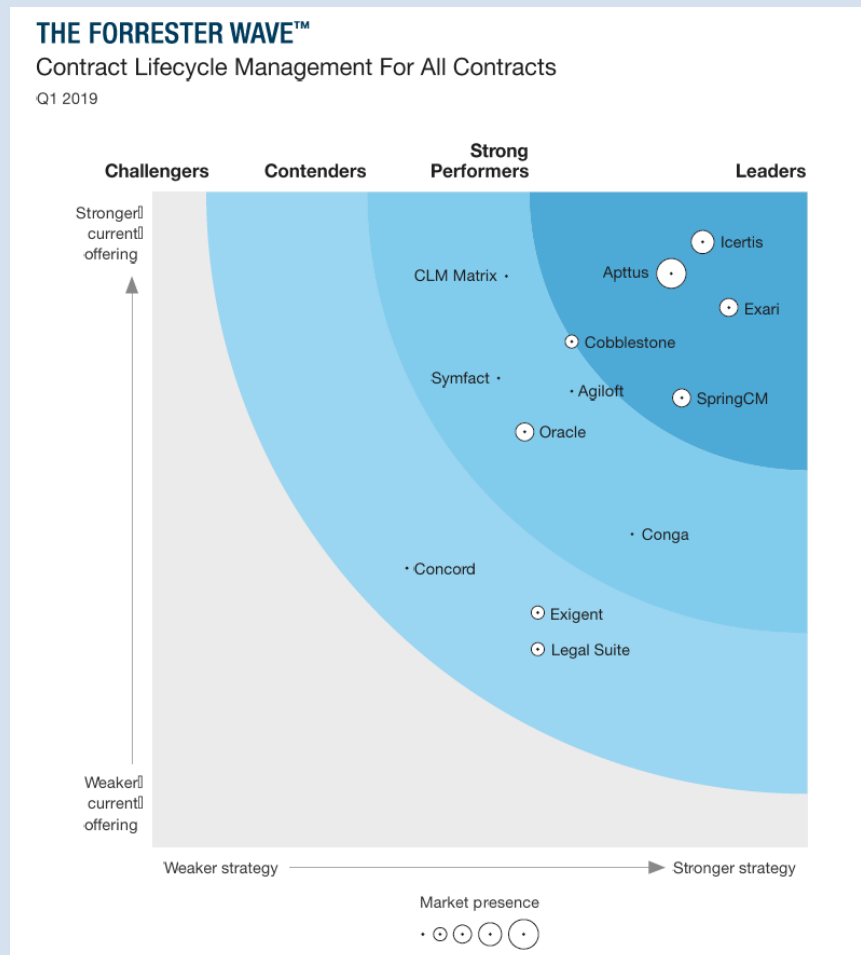 THE FORRESTER WAVE™
Contract Lifecycle Management For All Contracts
Q1 2019
Challengers
Contenders
Strong
Performers
Leaders
Stronger
current
offering
Icertis
Apttus
CLM Matrix
Exari
Cobblestone
Symfact
Agiloft
SpringCM
Oracle
Conga
Concord
Exigent
Legal Suite
Weaker
current
offering
Weaker strategy
Stronger strategy
Market presence